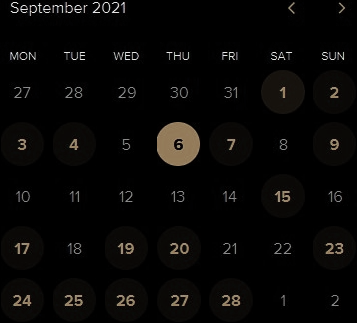 September 2021
MON TUE WED THU FRI SAT SUN
27 28 29 30 31 1 2
3 4 5 6 7 8 9
10 11 12 13 14 15 16
17 18 19 20 21 22 23
24 25 26 27 28 1 2